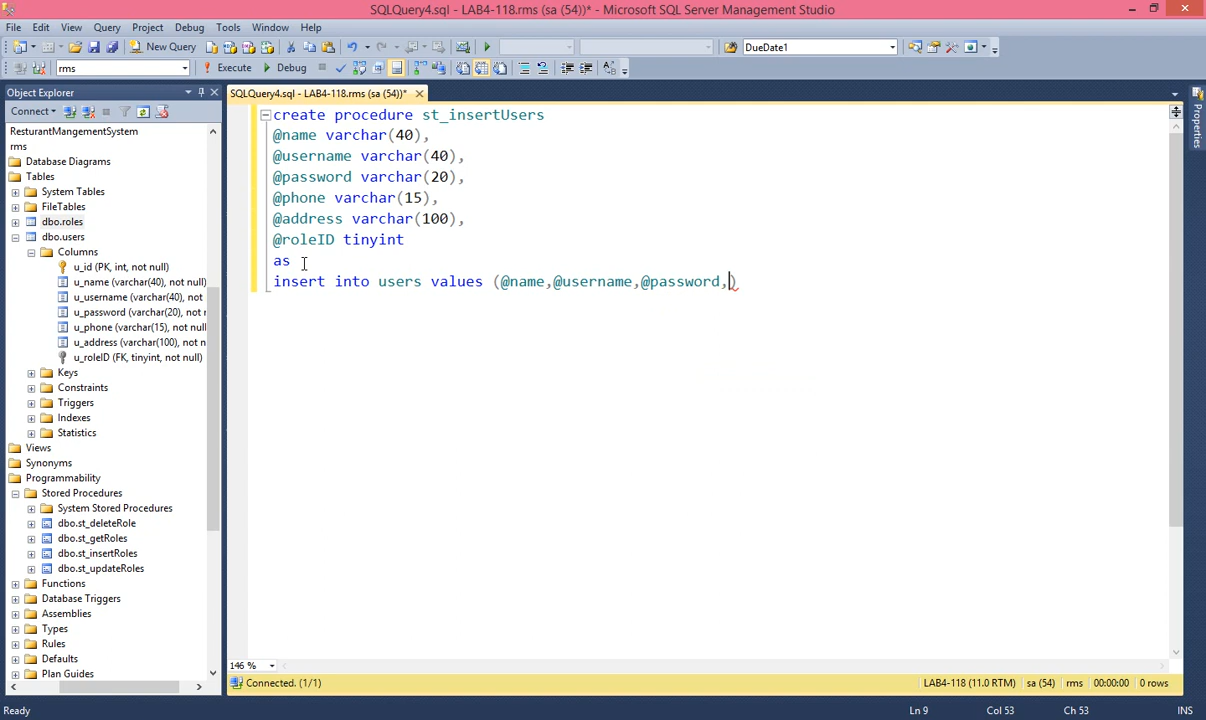 SQLQuery4.sql - LAB4-118.rms (sa (54))* - Microsoft SQL Server Management Studio
File Edit View Query Project Debug Tools Window Help
New Query DueDate1
rms Execute Debug
Object Explorer
SQLQuery4.sql - LAB4-118.rms (sa (54))*
Connect
ResturantMangementSystem
rms
Database Diagrams
Tables
System Tables
FileTables
dbo.roles
dbo.users
Columns
u_id (PK, int, not null)
u_name (varchar(40), not
u_username (varchar(40), not
u_password (varchar(20), not
u_phone (varchar(15), not null)
u_address (varchar(100), not n
u_roleID (FK, tinyint, not null)
Keys
Constraints
Triggers
Indexes
Statistics
Views
Synonyms
Programmability
Stored Procedures
System Stored Procedures
dbo.st_deleteRole
dbo.st_getRoles
dbo.st_insertRoles
dbo.st_updateRoles
Functions
Database Triggers
Assemblies
Types
Rules
Defaults
Plan Guides
create procedure st_insertUsers
@name varchar(40),
@username varchar(40),
@password varchar(20),
@phone varchar(15),
@address varchar(100),
@roleID tinyint
as
insert into users values (@name,@username,@password,)
Properties
146 %
Connected. (1/1) LAB4-118 (11.0 RTM) sa (54) rms 00:00:00 0 rows
Ready Ln 9 Col 53 Ch 53 INS